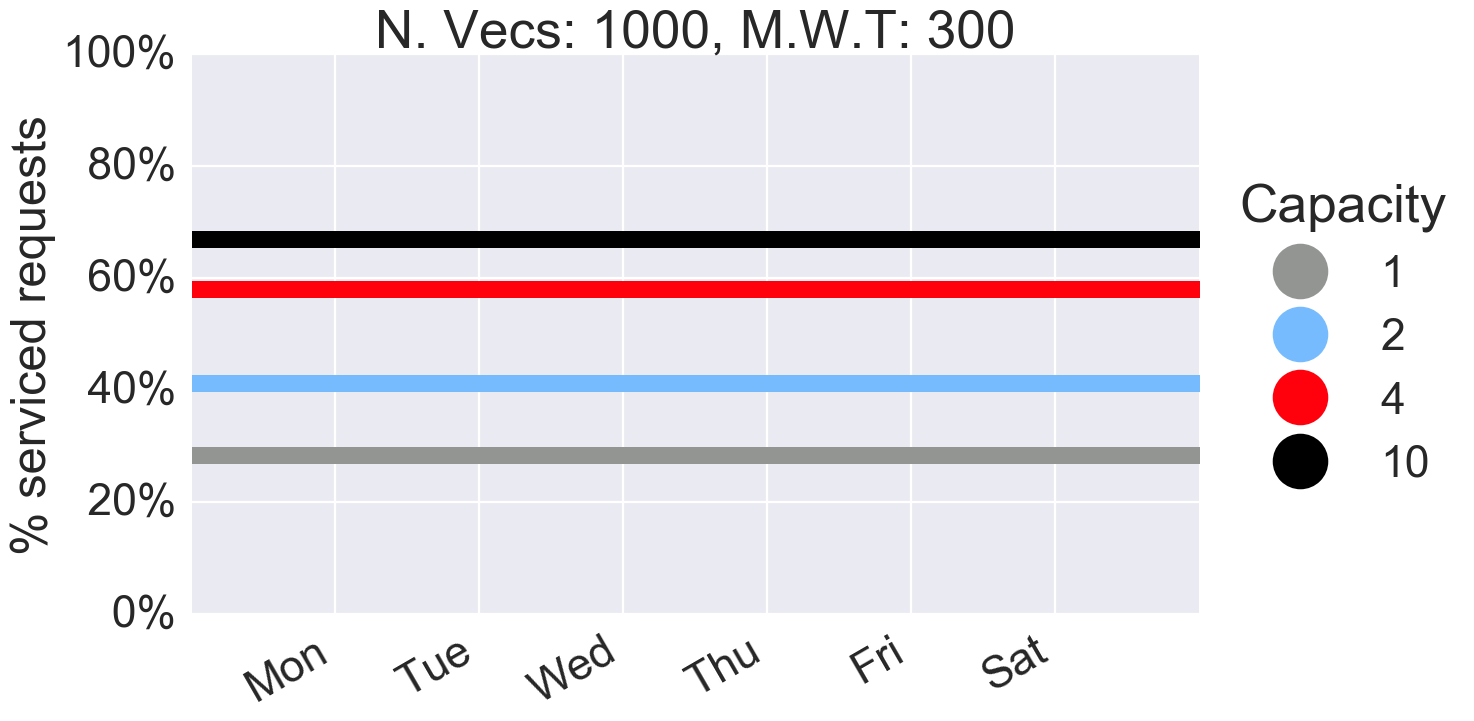 N. Vecs: 1000, M.W.T: 300
100%
80%
60%
40%
20%
0%
% serviced requests
Mon
Tue
Wed
Thu
Fri
Sat
Capacity
1
2
4
10